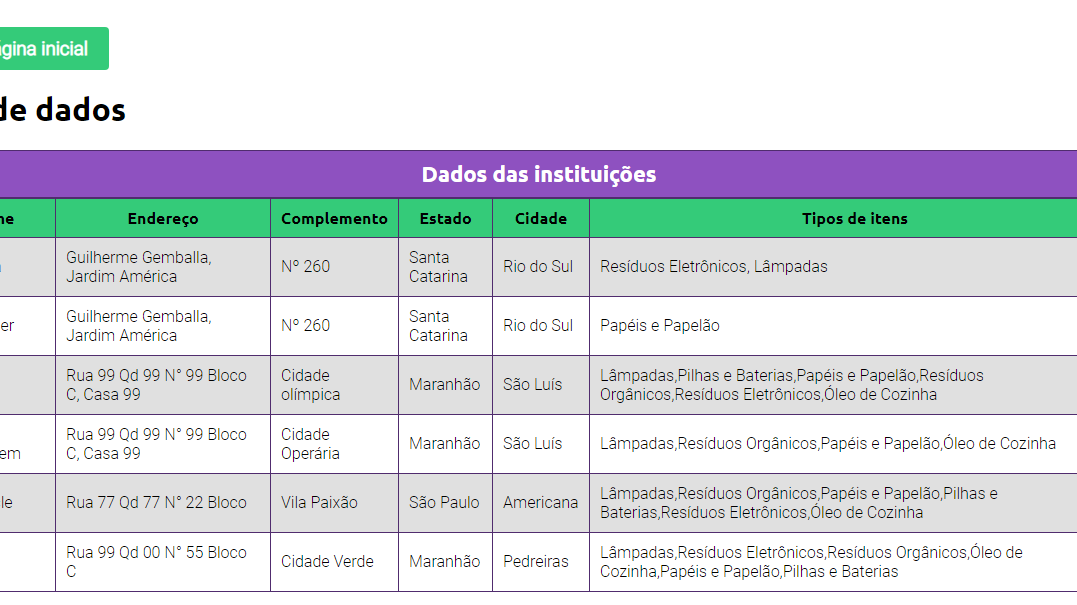 gina inicial
de dados
Dados das instituições
Endereço Complemento Estado Cidade Tipos de itens
Guilherme Gemballa,
Jardim América
Nº 260
Santa
Catarina
Rio do Sul
Resíduos Eletrônicos, Lâmpadas
er
Guilherme Gemballa,
Jardim América
Nº 260
Santa
Catarina
Rio do Sul
Papéis e Papelão
Rua 99 Qd 99 N° 99 Bloco
C, Casa 99
Cidade
olímpica
Maranhão
São Luís
Lâmpadas,Pilhas e Baterias,Papéis e Papelão,Resíduos
Orgânicos,Resíduos Eletrônicos,Óleo de Cozinha
em
Rua 99 Qd 99 N° 99 Bloco
C, Casa 99
Cidade
Operária
Maranhão
São Luís
Lâmpadas,Resíduos Orgânicos,Papéis e Papelão,Óleo de Cozinha
le
Rua 77 Qd 77 N° 22 Bloco
Vila Paixão
São Paulo
Americana
Lâmpadas,Resíduos Orgânicos,Papéis e Papelão,Pilhas e
Baterias,Resíduos Eletrônicos,Óleo de Cozinha
Rua 99 Qd 00 N° 55 Bloco
C
Cidade Verde
Maranhão
Pedreiras
Lâmpadas,Resíduos Eletrônicos,Resíduos Orgânicos,Óleo de
Cozinha,Papéis e Papelão,Pilhas e Baterias